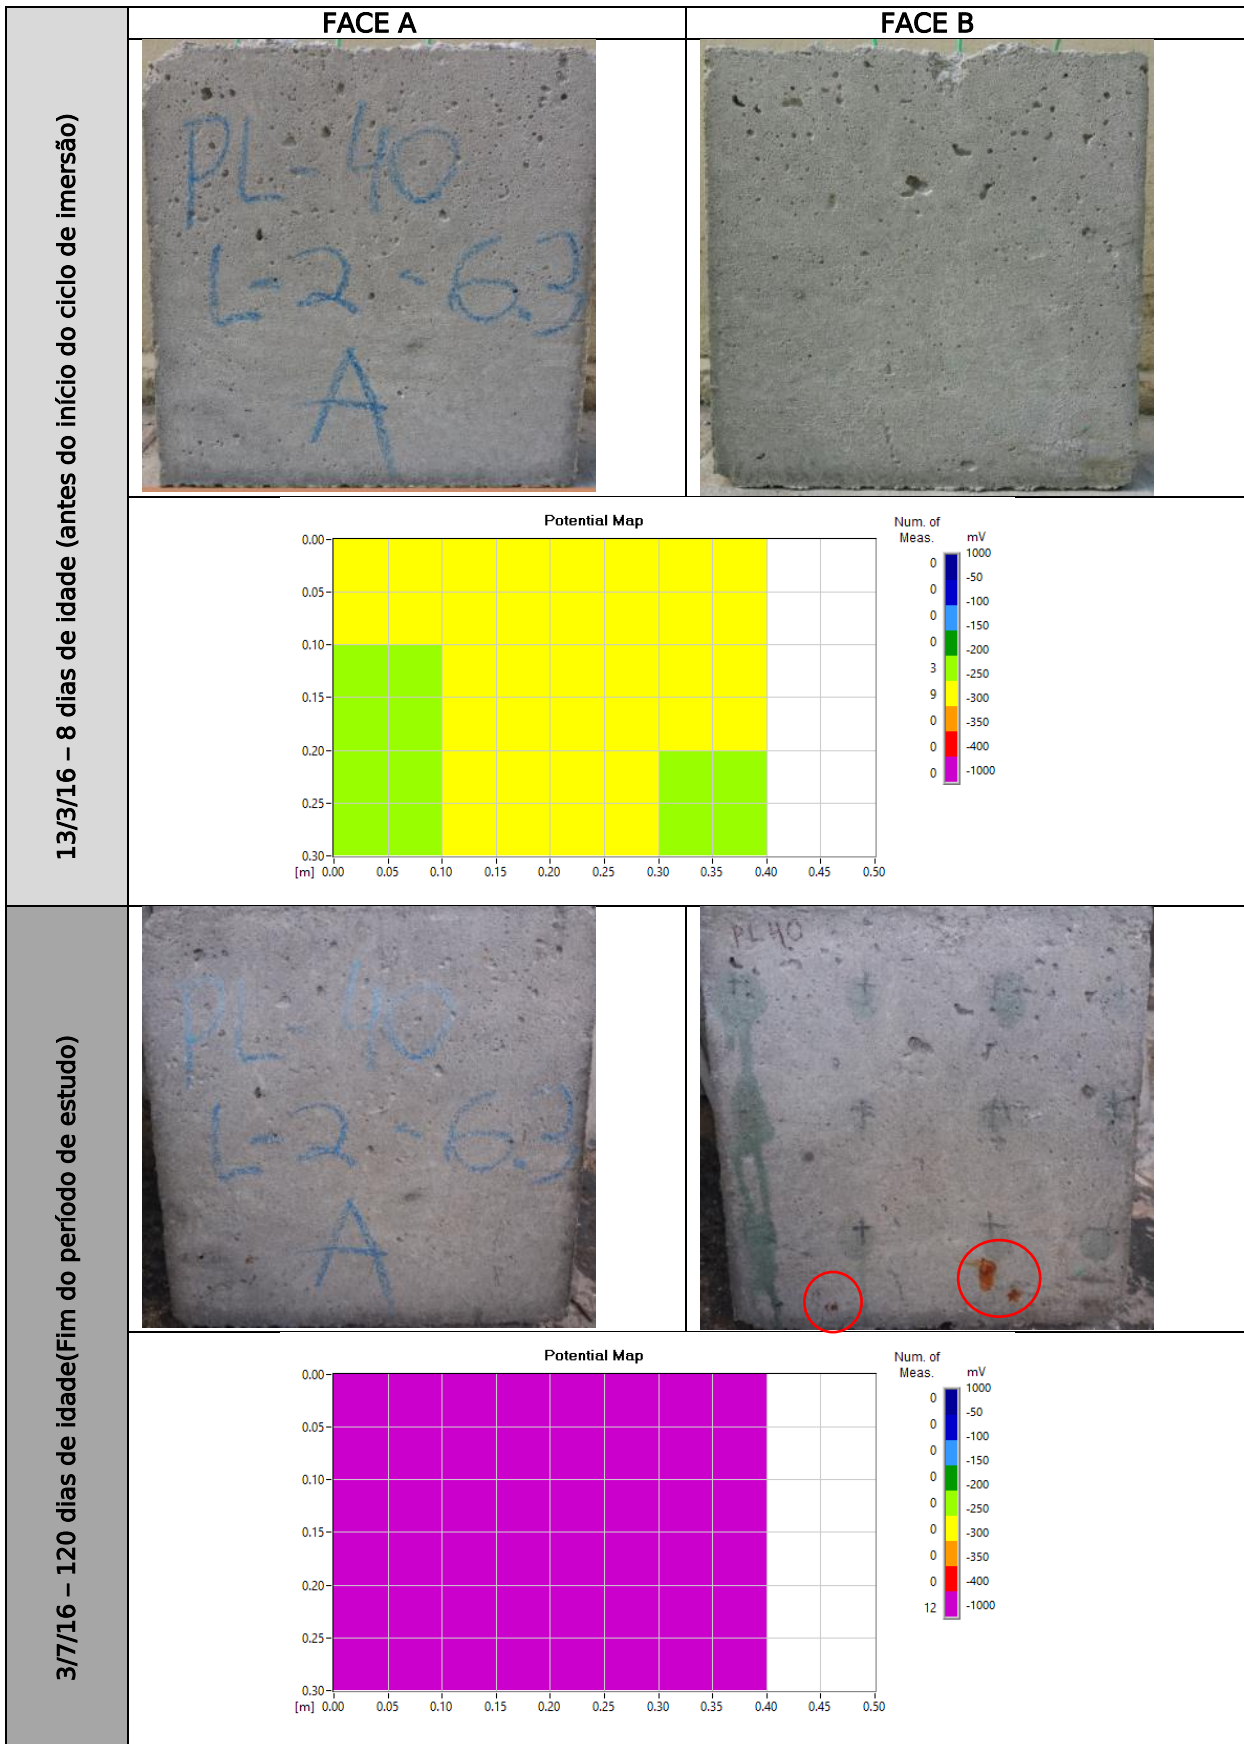 FACE A
FACE B
13/3/16 – 8 dias de idade (antes do início do ciclo de imersão)
PL-40
L-2-6.3
A
Potential Map
Num. of
Meas.
mV
0.00
0.05
0.10
0.15
0.20
0.25
0.30
[m] 0.00 0.05 0.10 0.15 0.20 0.25 0.30 0.35 0.40 0.45 0.50
0
0
0
0
3
9
0
0
0
1000
-50
-100
-150
-200
-250
-300
-350
-400
-1000
3/7/16 – 120 dias de idade(Fim do período de estudo)
PL-40
L-2-6.3
A
PL40
Potential Map
Num. of
Meas.
mV
0.00
0.05
0.10
0.15
0.20
0.25
0.30
[m] 0.00 0.05 0.10 0.15 0.20 0.25 0.30 0.35 0.40 0.45 0.50
0
0
0
0
0
0
0
0
12
1000
-50
-100
-150
-200
-250
-300
-350
-400
-1000